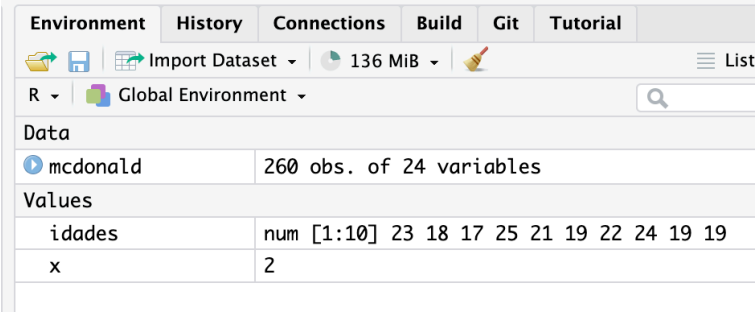 Environment History Connections Build Git Tutorial
Import Dataset 136 MiB List
R Global Environment
Data
mcdonald 260 obs. of 24 variables
Values
idades num [1:10] 23 18 17 25 21 19 22 24 19 19
x 2